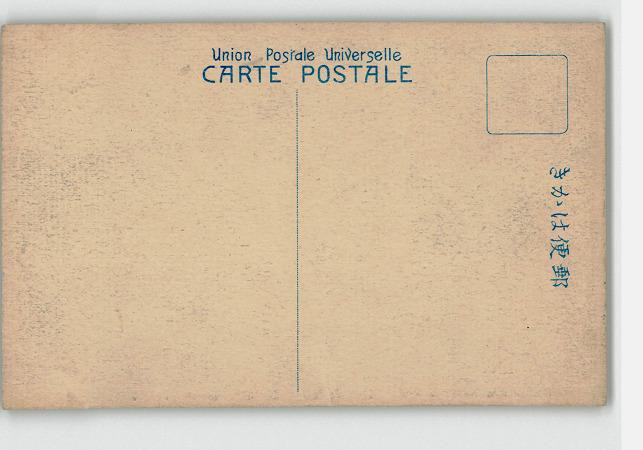 Union Postale Universelle
CARTE POSTALE
きかは便郵